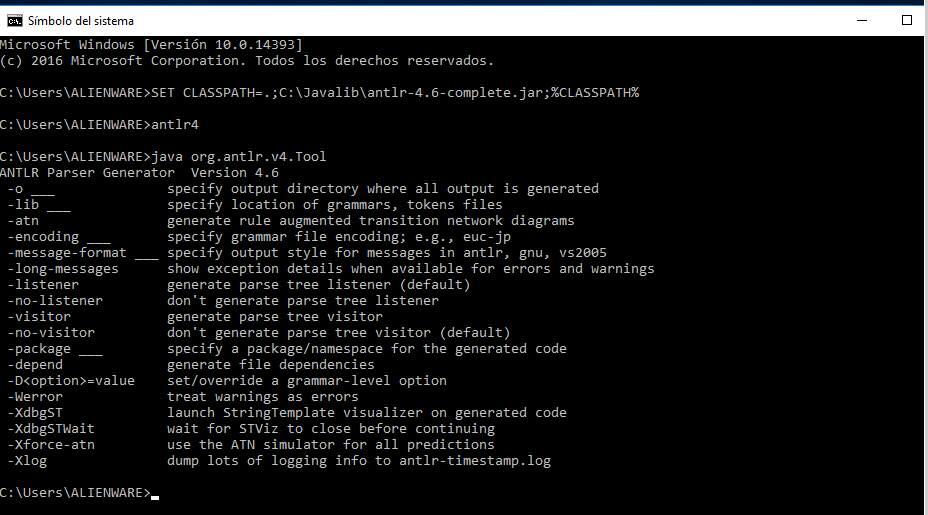 Símbolo del sistema
Microsoft Windows [Versión 10.0.14393]
(c) 2016 Microsoft Corporation. Todos los derechos reservados.
C:\Users\ALIENWARE>SET CLASSPATH=.;C:\Javalib\antlr-4.6-complete.jar;%CLASSPATH%
C:\Users\ALIENWARE>antlr4
C:\Users\ALIENWARE>java org.antlr.v4.Tool
ANTLR Parser Generator  Version 4.6
 -o ___              specify output directory where all output is generated
 -lib ___            specify location of grammars, tokens files
 -atn                generate rule augmented transition network diagrams
 -encoding ___       specify grammar file encoding; e.g., euc-jp
 -message-format ___ specify output style for messages in antlr, gnu, vs2005
 -long-messages      show exception details when available for errors and warnings
 -listener           generate parse tree listener (default)
 -no-listener        don't generate parse tree listener
 -visitor            generate parse tree visitor
 -no-visitor         don't generate parse tree visitor (default)
 -package ___        specify a package/namespace for the generated code
 -depend             generate file dependencies
 -D<option>=value    set/override a grammar-level option
 -Werror             treat warnings as errors
 -XdbgST             launch StringTemplate visualizer on generated code
 -XdbgSTWait         wait for STViz to close before continuing
 -Xforce-atn         use the ATN simulator for all predictions
 -Xlog               dump lots of logging info to antlr-timestamp.log
C:\Users\ALIENWARE>